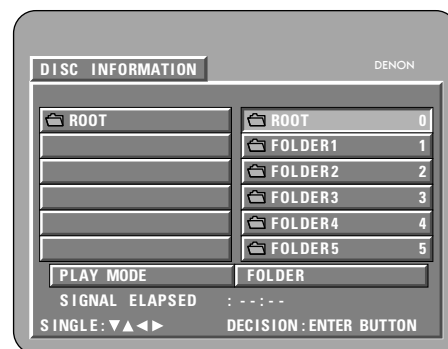 DISC INFORMATION DENON
ROOT ROOT 0
FOLDER1 1
FOLDER2 2
FOLDER3 3
FOLDER4 4
FOLDER5 5
PLAY MODE FOLDER
SIGNAL ELAPSED :--:--
SINGLE:▼▲◄► DECISION:ENTER BUTTON